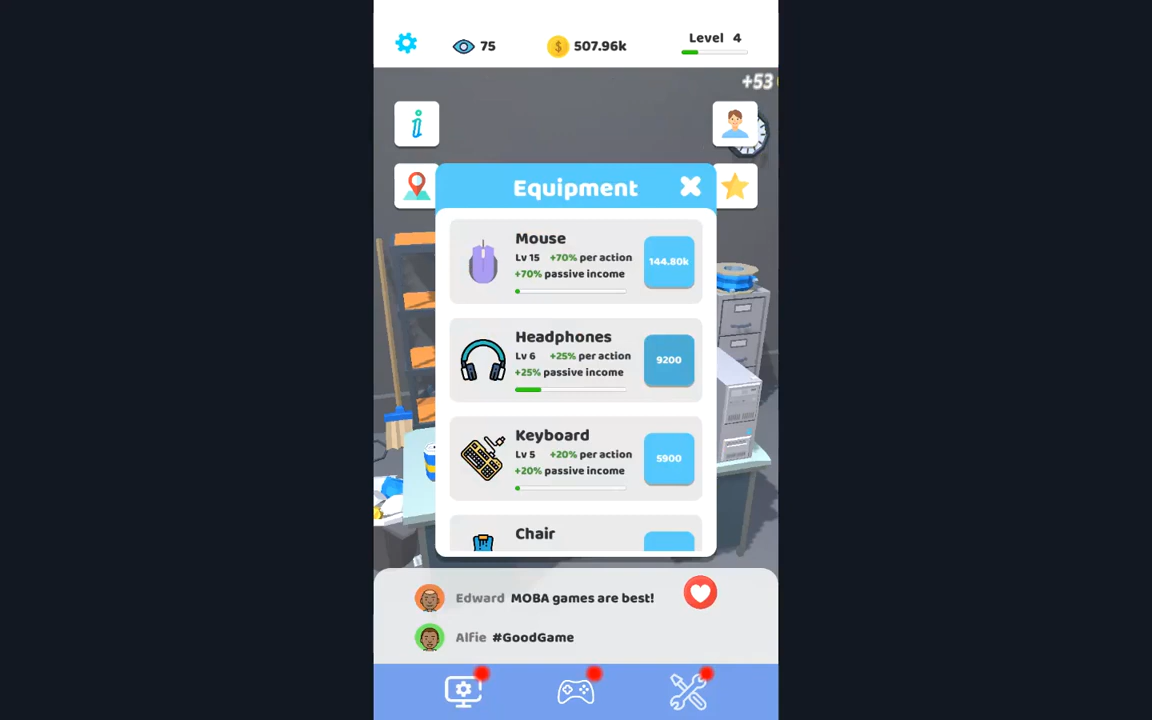 75
507.96k
Level 4
+53
Equipment
Mouse
Lv 15 +70% per action
+70% passive income
144.80k
Headphones
Lv 6 +25% per action
+25% passive income
9200
Keyboard
Lv 5 +20% per action
+20% passive income
5900
Chair
Edward MOBA games are best!
Alfie #GoodGame